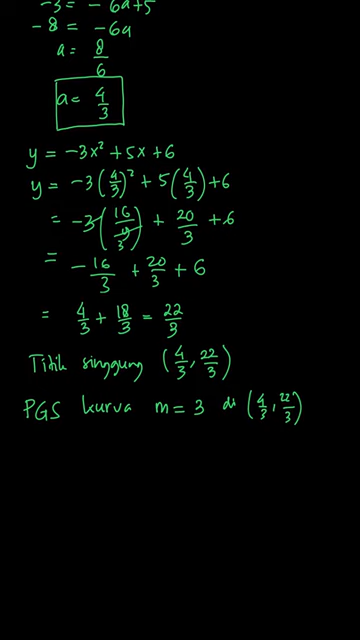 -3 = -6a+5
-8 = -6a
a = 8/6
a = 4/3
y = -3x² + 5x + 6
y = -3(4/3)² + 5(4/3) + 6
= -3(16/9 3) + 20/3 + 6
= -16/3 + 20/3 + 6
= 4/3 + 18/3 = 22/3
Titik singgung (4/3, 22/3)
PGS kurva m = 3 di (4/3, 22/3)